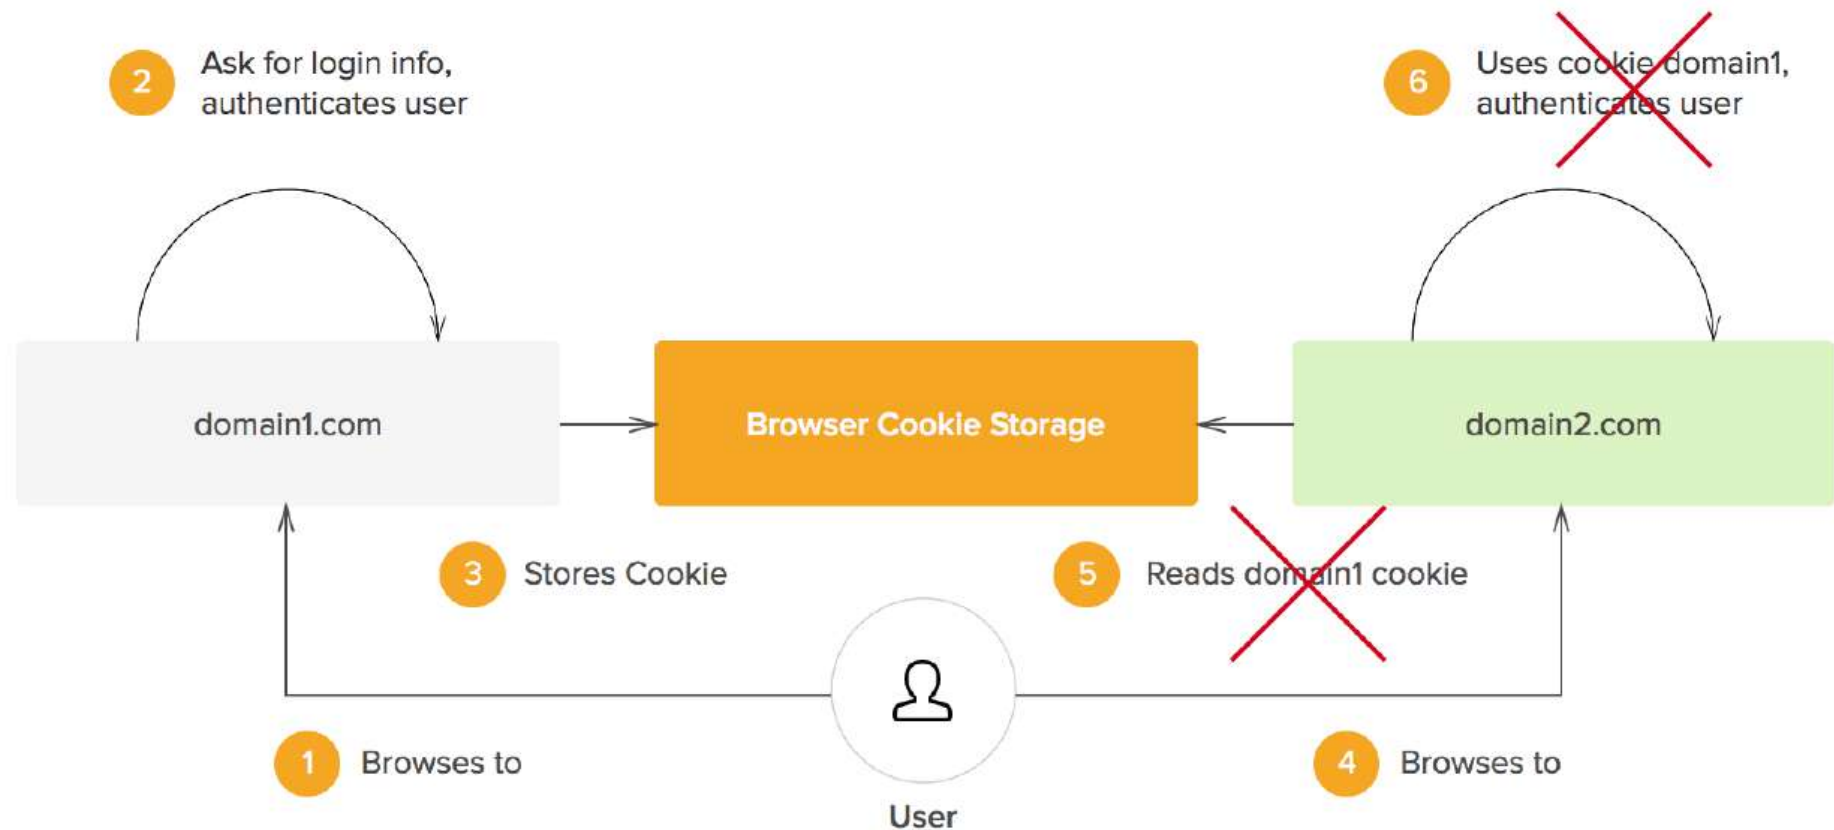 2
Ask for login info,
authenticates user
6
Uses cookie domain1,
authenticates user
domain1.com
Browser Cookie Storage
domain2.com
3
Stores Cookie
5
Reads domain1 cookie
1
Browses to
4
Browses to
User